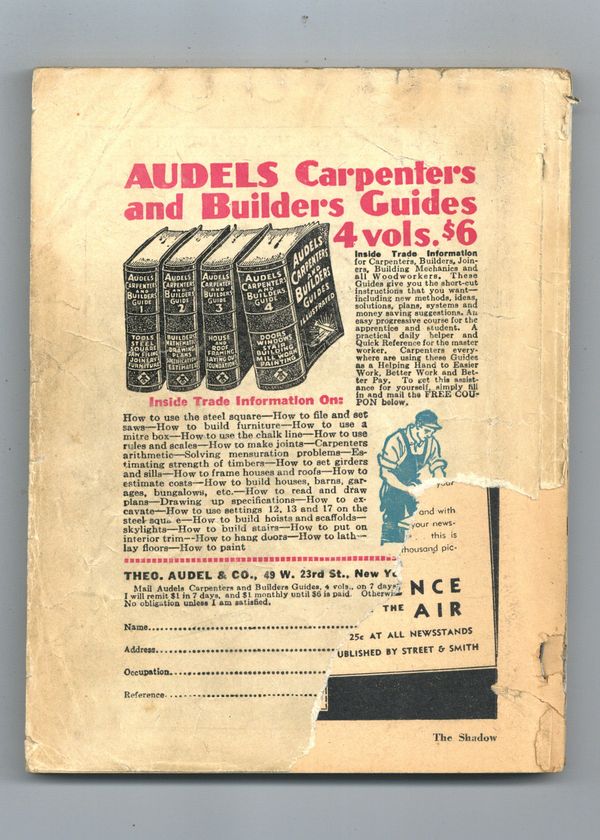 AUDELS Carpenters
and Builders Guides
4 vols. $6
AUDELS
CARPENTERS
AND
BUILDERS
GUIDE
1
TOOLS
STEEL
SQUARE
SAW FILING
JOINERY
FURNITURE
AUDELS
CARPENTERS
AND
BUILDERS
GUIDE
2
BUILDERS
MATHEMATICS
DRAWING
PLANS
SPECIFICATIONS
ESTIMATES
AUDELS
CARPENTERS
AND
BUILDERS
GUIDE
3
HOUSE
AND
FRAMING
LAYING OUT
FOUNDATIONS
AUDELS
CARPENTERS
AND
BUILDERS
GUIDE
4
DOORS
WINDOWS
STAIR
BUILDING
MILLWORK
PAINTING
AUDELS
CARPENTERS
AND
BUILDERS
GUIDES
ILLUSTRATED
Inside Trade Information
for Carpenters, Builders, Join-
ers, Building Mechanics and
all Woodworkers. These
Guides give you the short-cut
instructions that you want—
including new methods, ideas,
solutions, plans, systems and
money saving suggestions. An
easy progressive course for the
apprentice and student. A
practical daily helper and
Quick Reference for the master
worker. Carpenters every-
where are using these Guides
as a Helping Hand to Easier
Work, Better Work and Bet-
ter Pay. To get this assist-
ance for yourself, simply fill
in and mail the FREE COU-
PON below.
Inside Trade Information On:
How to use the steel square—How to file and set
saws—How to build furniture—How to use a
mitre box—How to use the chalk line—How to use
rules and scales—How to make joints—Carpenters
arithmetic—Solving mensuration problems—Es-
timating strength of timbers—How to set girders
and sills—How to frame houses and roofs—How to
estimate costs—How to build houses, barns, gar-
ages, bungalows, etc.—How to read and draw
plans—Drawing up specifications—How to ex-
cavate—How to use settings 12, 13 and 17 on the
steel squa e—How to build hoists and scaffolds—
skylights—How to build stairs—How to put on
interior trim—How to hang doors—How to lath—
lay floors—How to paint
your
and with
your news-
... this is
thousand pic-
THEO. AUDEL & CO., 49 W. 23rd St., New Yo
Mail Audels Carpenters and Builders Guides, 4 vols., on 7 days'
I will remit $1 in 7 days, and $1 monthly until $6 is paid. Otherwise
No obligation unless I am satisfied.
Name
Address
Occupation
Reference
NCE
THE AIR
25¢ AT ALL NEWSSTANDS
UBLISHED BY STREET & SMITH
The Shadow